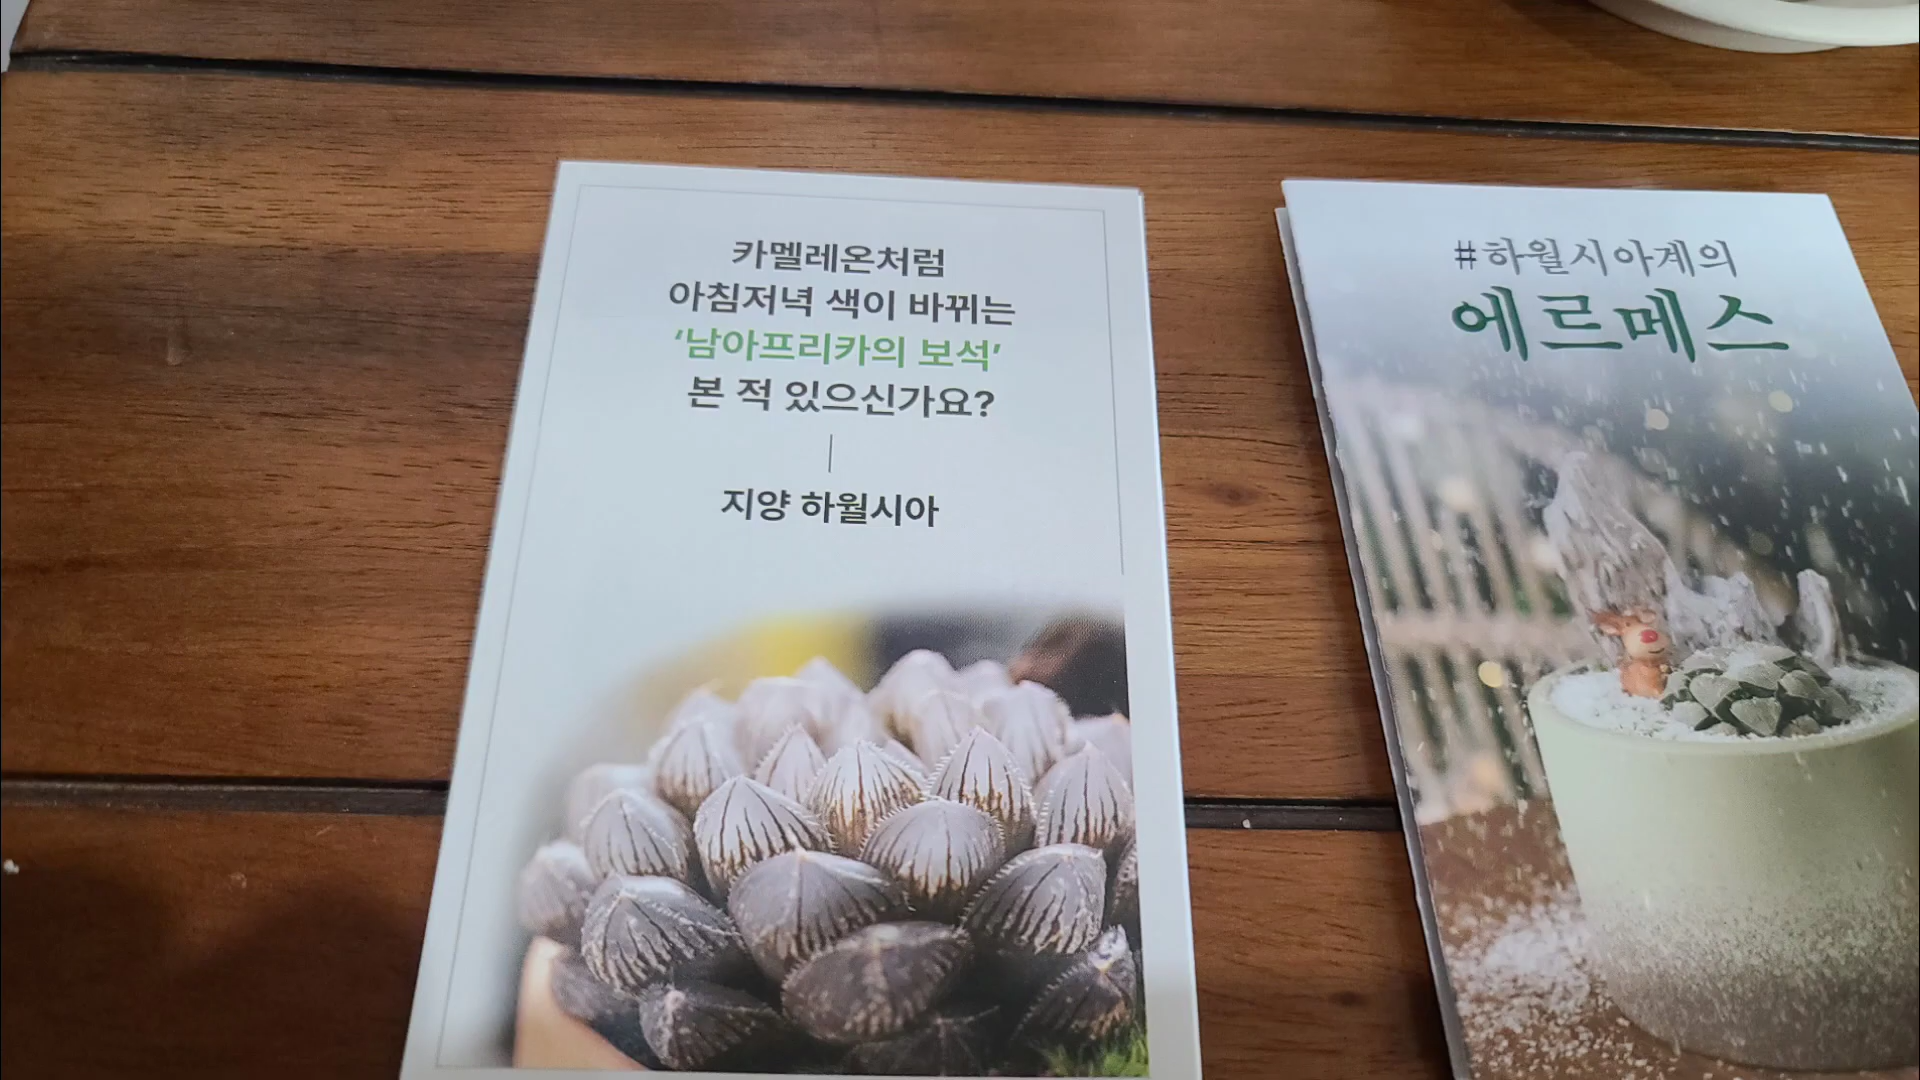 카멜레온처럼
아침저녁 색이 바뀌는
'남아프리카의 보석'
본 적 있으신가요?
지양 하월시아
#하월시아계의
에르메스